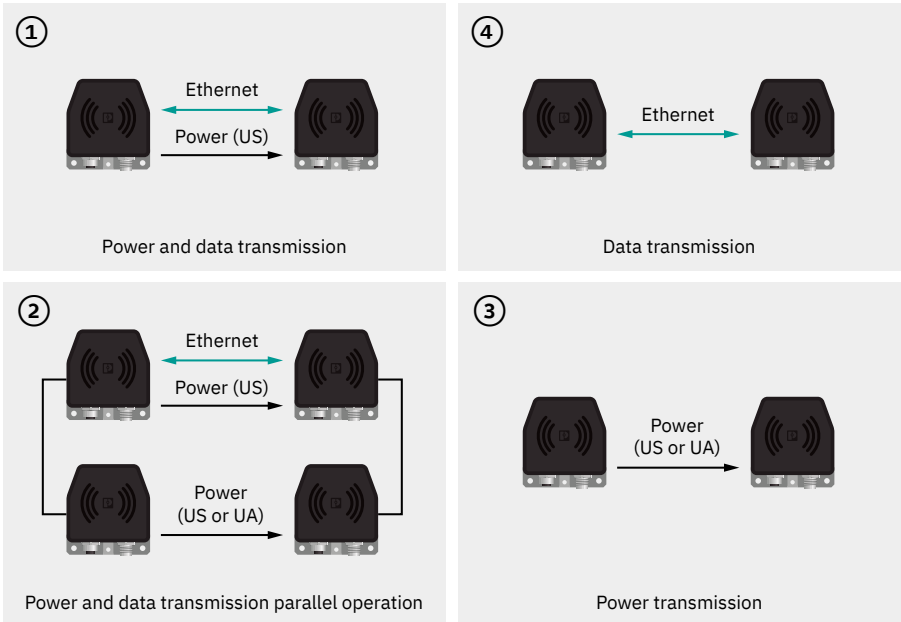 1
Ethernet
Power (US)
Power and data transmission
4
Ethernet
Data transmission
2
Ethernet
Power (US)
Power
(US or UA)
Power and data transmission parallel operation
3
Power
(US or UA)
Power transmission